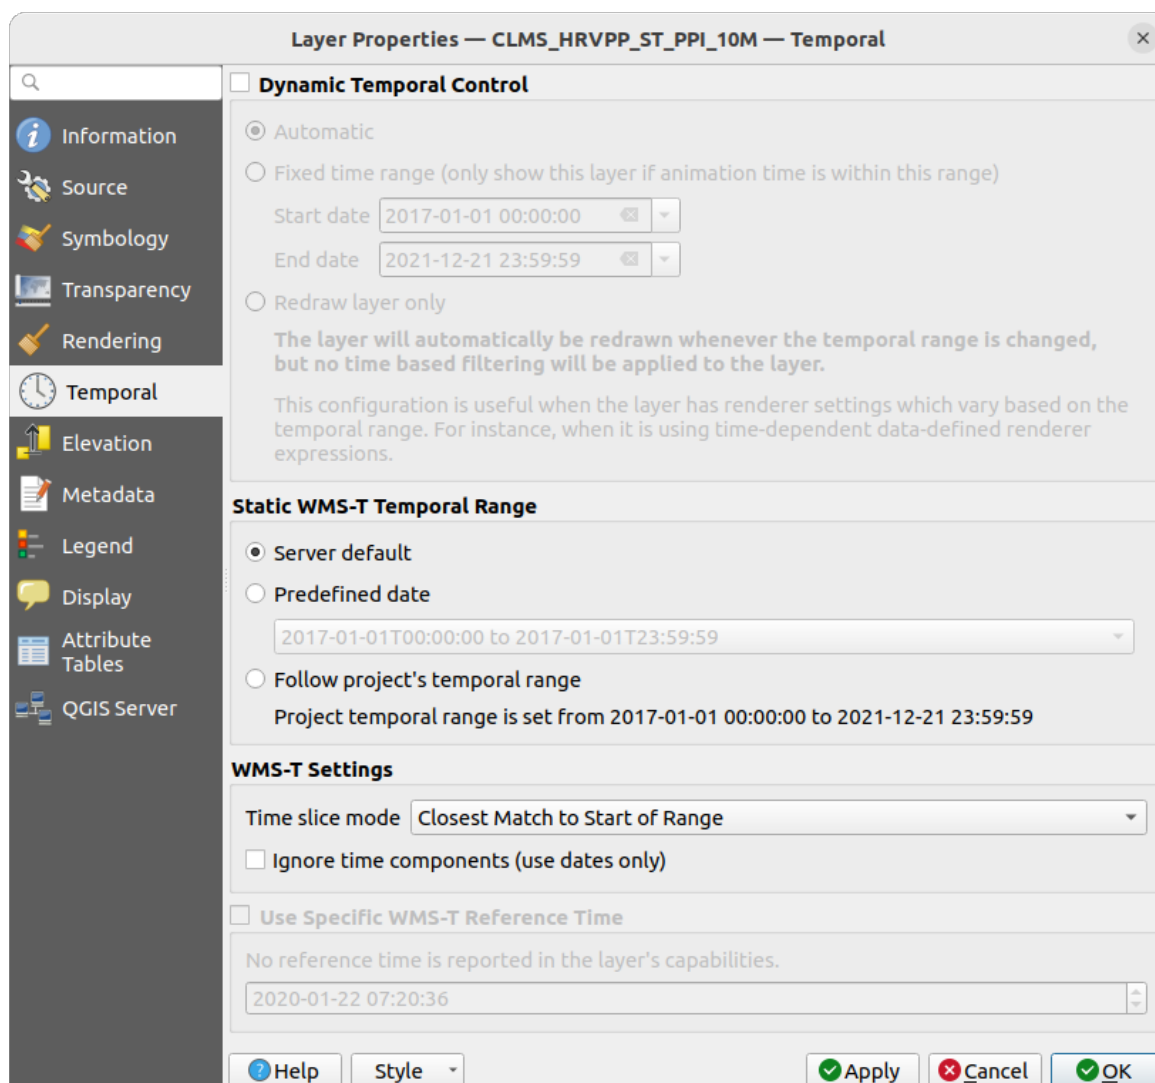 Layer Properties — CLMS_HRVPP_ST_PPI_10M — Temporal
Information
Source
Symbology
Transparency
Rendering
Temporal
Elevation
Metadata
Legend
Display
Attribute
Tables
QGIS Server
Dynamic Temporal Control
Automatic
Fixed time range (only show this layer if animation time is within this range)
Start date 2017-01-01 00:00:00
End date 2021-12-21 23:59:59
Redraw layer only
The layer will automatically be redrawn whenever the temporal range is changed,
but no time based filtering will be applied to the layer.
This configuration is useful when the layer has renderer settings which vary based on the
temporal range. For instance, when it is using time-dependent data-defined renderer
expressions.
Static WMS-T Temporal Range
Server default
Predefined date
2017-01-01T00:00:00 to 2017-01-01T23:59:59
Follow project's temporal range
Project temporal range is set from 2017-01-01 00:00:00 to 2021-12-21 23:59:59
WMS-T Settings
Time slice mode Closest Match to Start of Range
Ignore time components (use dates only)
Use Specific WMS-T Reference Time
No reference time is reported in the layer's capabilities.
2020-01-22 07:20:36
Help Style Apply Cancel OK